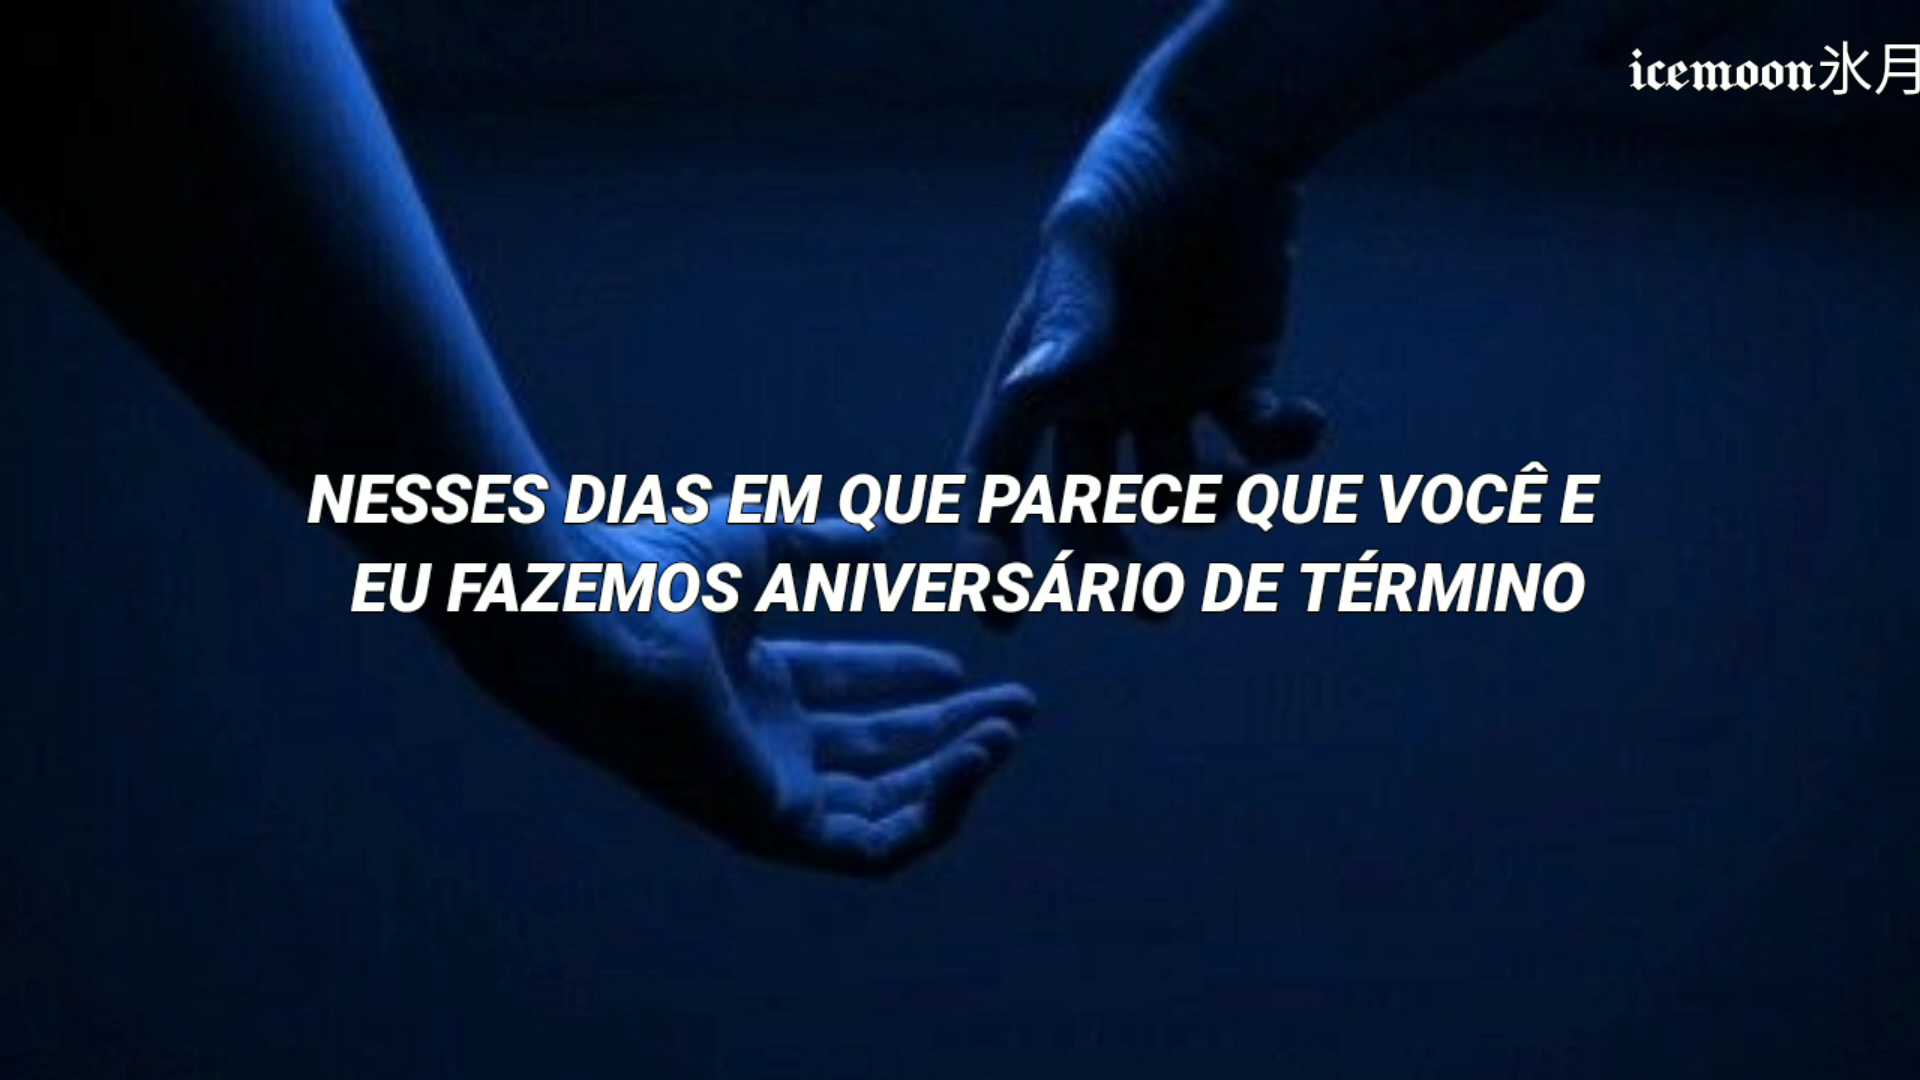 icemoon氷月
NESSES DIAS EM QUE PARECE QUE VOCÊ E
EU FAZEMOS ANIVERSÁRIO DE TÉRMINO